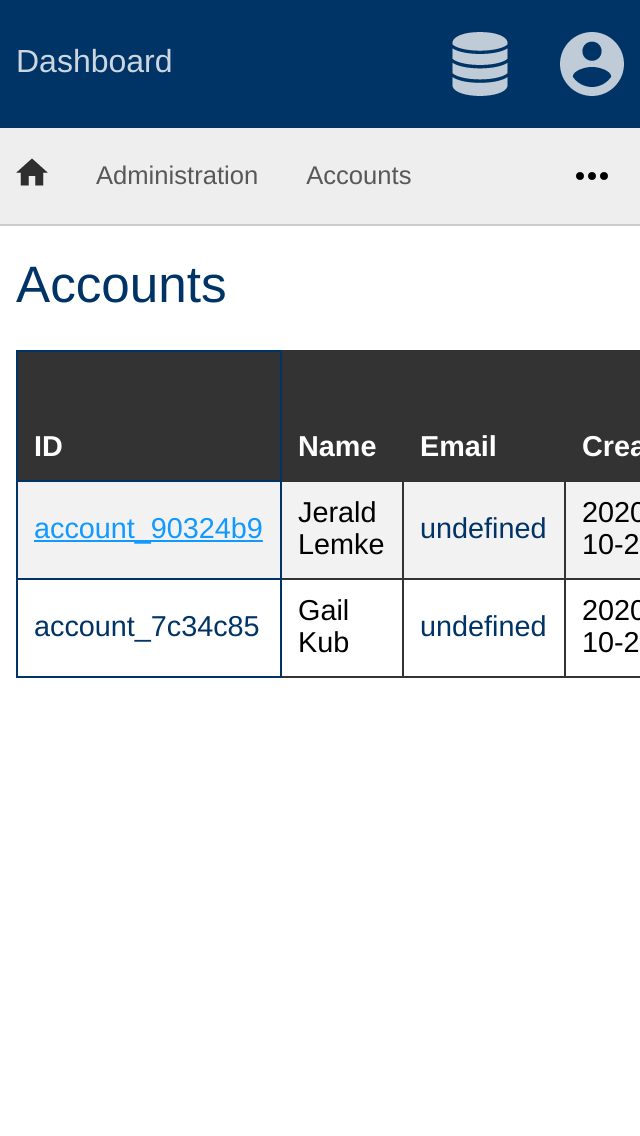 Dashboard
Administration Accounts
Accounts
ID Name Email Crea
account_90324b9 Jerald Lemke undefined 2020 10-2
account_7c34c85 Gail Kub undefined 2020 10-2